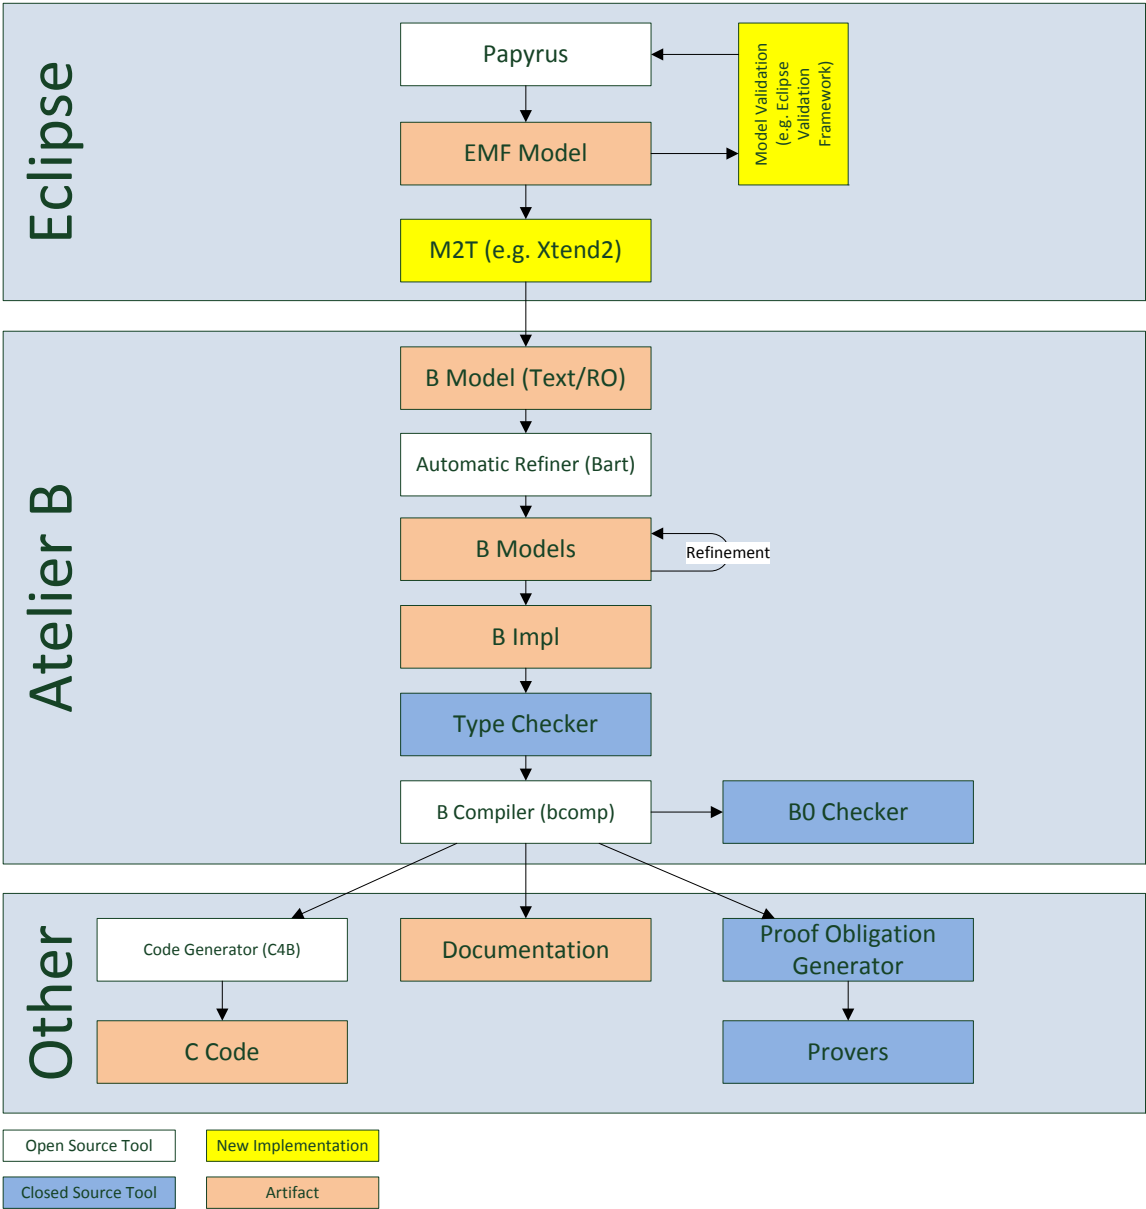 Eclipse
Papyrus
Model Validation
(e.g. Eclipse
Validation
Framework)
EMF Model
M2T (e.g. Xtend2)
Atelier B
B Model (Text/RO)
Automatic Refiner (Bart)
B Models
Refinement
B Impl
Type Checker
B Compiler (bcomp)
B0 Checker
Other
Code Generator (C4B)
Documentation
Proof Obligation
Generator
C Code
Provers
Open Source Tool
New Implementation
Closed Source Tool
Artifact